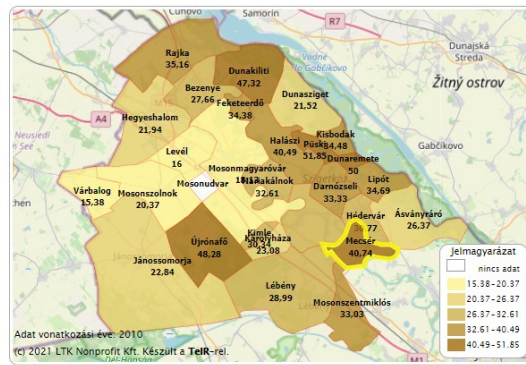 Čunovo
Šamorín
R7
Rajka
35,16
Dunakiliti
47,32
Vodné
dielo
Gabčíkovo
Dunajská
Streda
Bezenye
27,66
Feketeerdő
34,38
Dunasziget
21,52
Žitný ostrov
A4
Hegyeshalom
21,94
Halászi
40,49
Kisbodak
34,48
Püski
51,85
Gabčíkovo
Levél
16
Dunaremete
50
Mosonmagyaróvár
Lipót
34,69
Várbalog
15,38
Mosonszolnok
20,37
Mosonudvar
32,61
Darnózseli
33,33
Hédervár
Ásványráró
26,37
Kimle
Károlyháza
23,08
Mecsér
40,74
Újrónafő
48,28
Jánossomorja
22,84
Lébény
28,99
Mosonszentmiklós
33,03
Jelmagyarázat
nincs adat
15.38-20.37
20.37-26.37
26.37-32.61
32.61-40.49
40.49-51.85
Adat vonatkozási éve: 2010
(c) 2021 LTK Nonprofit Kft. Készült a TeIR-rel.
M1